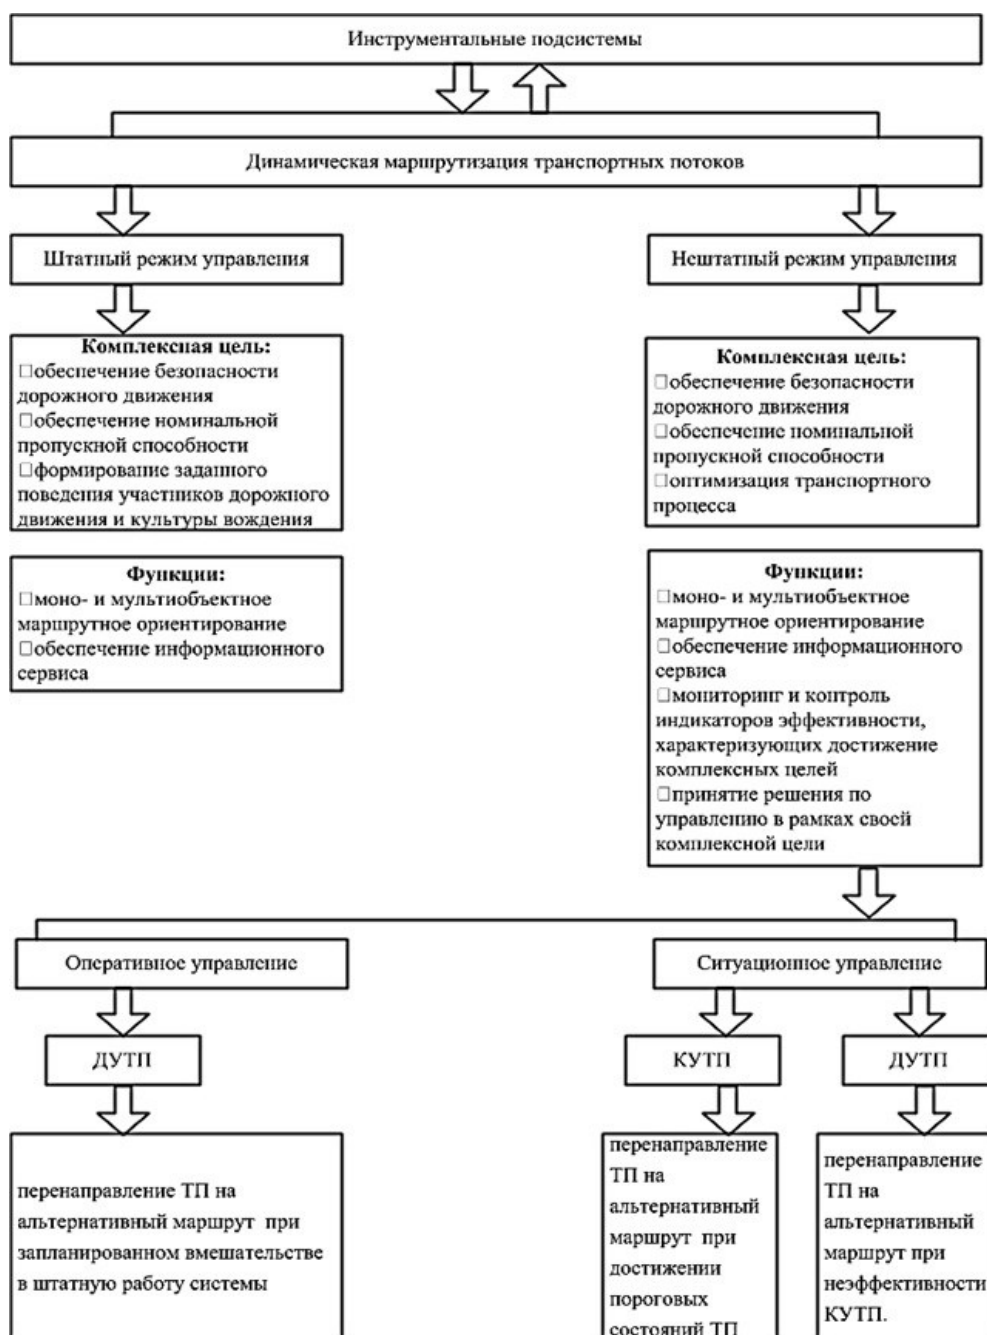 Инструментальные подсистемы
Динамическая маршрутизация транспортных потоков
Штатный режим управления
Нештатный режим управления
Комплексная цель:
□обеспечение безопасности
дорожного движения
□обеспечение номинальной
пропускной способности
□формирование заданного
поведения участников дорожного
движения и культуры вождения
Комплексная цель:
□обеспечение безопасности
дорожного движения
□обеспечение номинальной
пропускной способности
□оптимизация транспортного
процесса
Функции:
□моно- и мультиобъектное
маршрутное ориентирование
□обеспечение информационного
сервиса
Функции:
□моно- и мультиобъектное
маршрутное ориентирование
□обеспечение информационного
сервиса
□мониторинг и контроль
индикаторов эффективности,
характеризующих достижение
комплексных целей
□принятие решения по
управлению в рамках своей
комплексной цели
Оперативное управление
Ситуационное управление
ДУТП
КУТП
ДУТП
перенаправление ТП на
альтернативный маршрут при
запланированном вмешательстве
в штатную работу системы
перенаправление
ТП на
альтернативный
маршрут при
достижении
пороговых
состояний ТП
перенаправление
ТП на
альтернативный
маршрут при
неэффективности
КУТП.